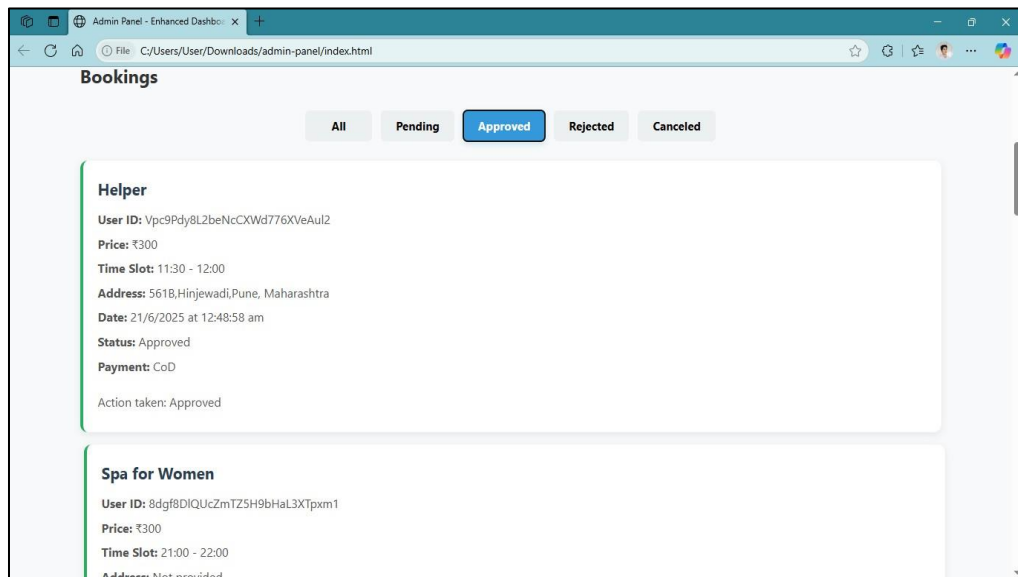 Admin Panel - Enhanced Dashbo
File C:/Users/User/Downloads/admin-panel/index.html
Bookings
All Pending Approved Rejected Canceled
Helper
User ID: Vpc9Pdy8L2beNcCXWd776XVeAul2
Price: ₹300
Time Slot: 11:30 - 12:00
Address: 561B,Hinjewadi,Pune, Maharashtra
Date: 21/6/2025 at 12:48:58 am
Status: Approved
Payment: CoD
Action taken: Approved
Spa for Women
User ID: 8dgf8DlQUcZmTZ5H9bHaL3XTpxm1
Price: ₹300
Time Slot: 21:00 - 22:00
Address: Not provided